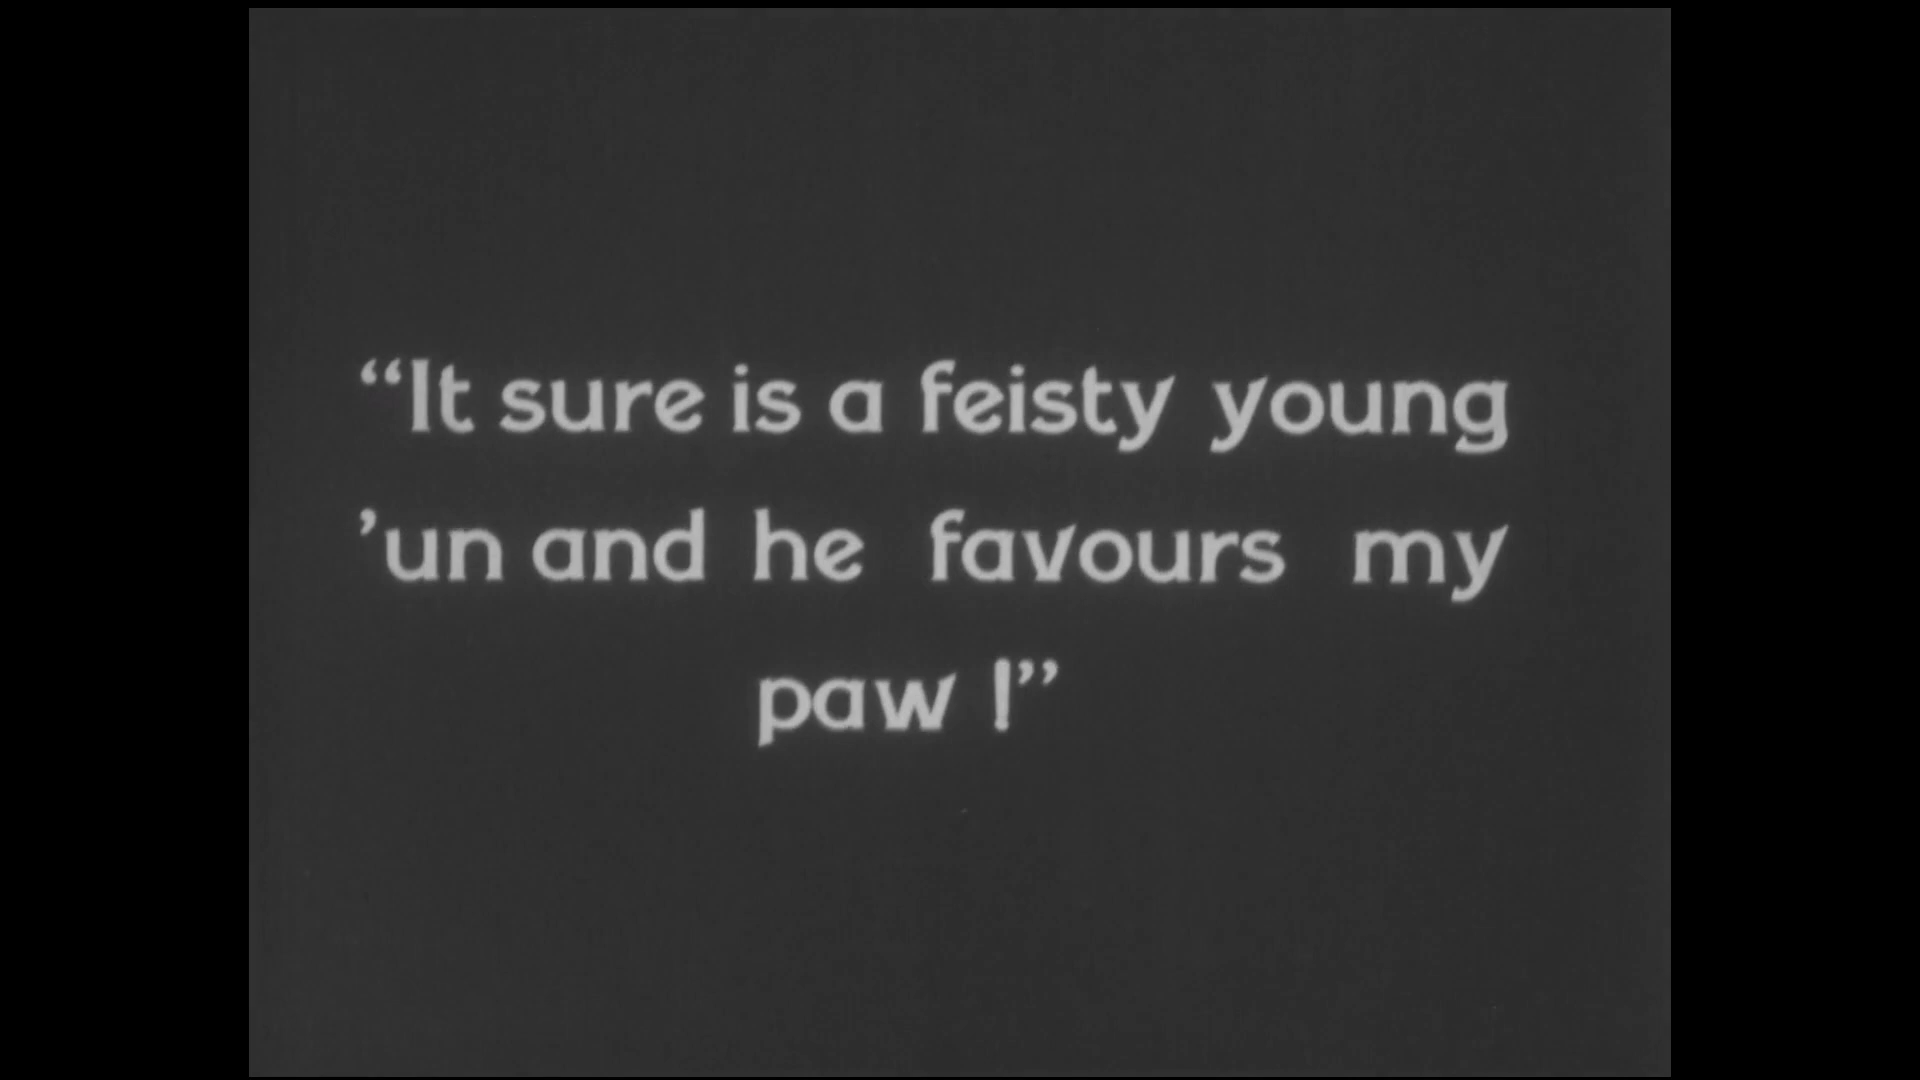 “It sure is a feisty young
’un and he favours my
paw !”